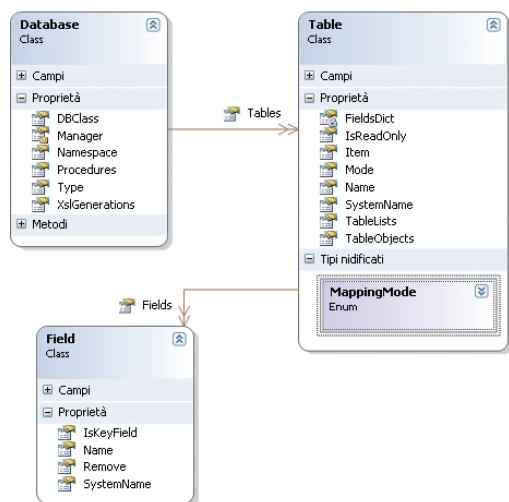 Database
Class
Campi
Proprietà
DBClass
Manager
Namespace
Procedures
Type
XslGenerations
Metodi
Tables
Table
Class
Campi
Proprietà
FieldsDict
IsReadOnly
Item
Mode
Name
SystemName
TableLists
TableObjects
Tipi nidificati
MappingMode
Enum
Fields
Field
Class
Campi
Proprietà
IsKeyField
Name
Remove
SystemName